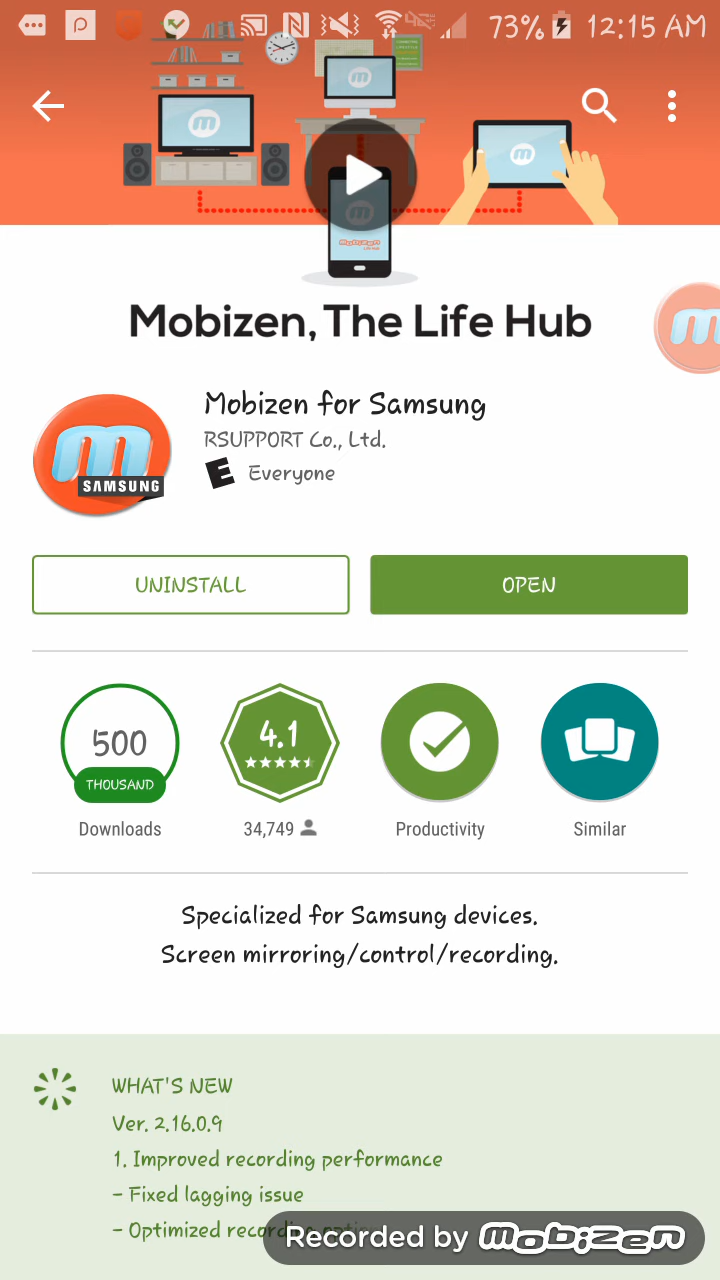 73% 12:15 AM
Mobizen, The Life Hub
Mobizen for Samsung
RSUPPORT Co., Ltd.
E Everyone
SAMSUNG
UNINSTALL
OPEN
500
THOUSAND
Downloads
4.1
34,749
Productivity
Similar
Specialized for Samsung devices.
Screen mirroring/control/recording.
WHAT'S NEW
Ver. 2.16.0.9
1. Improved recording performance
- Fixed lagging issue
- Optimized recording
Recorded by mobizen